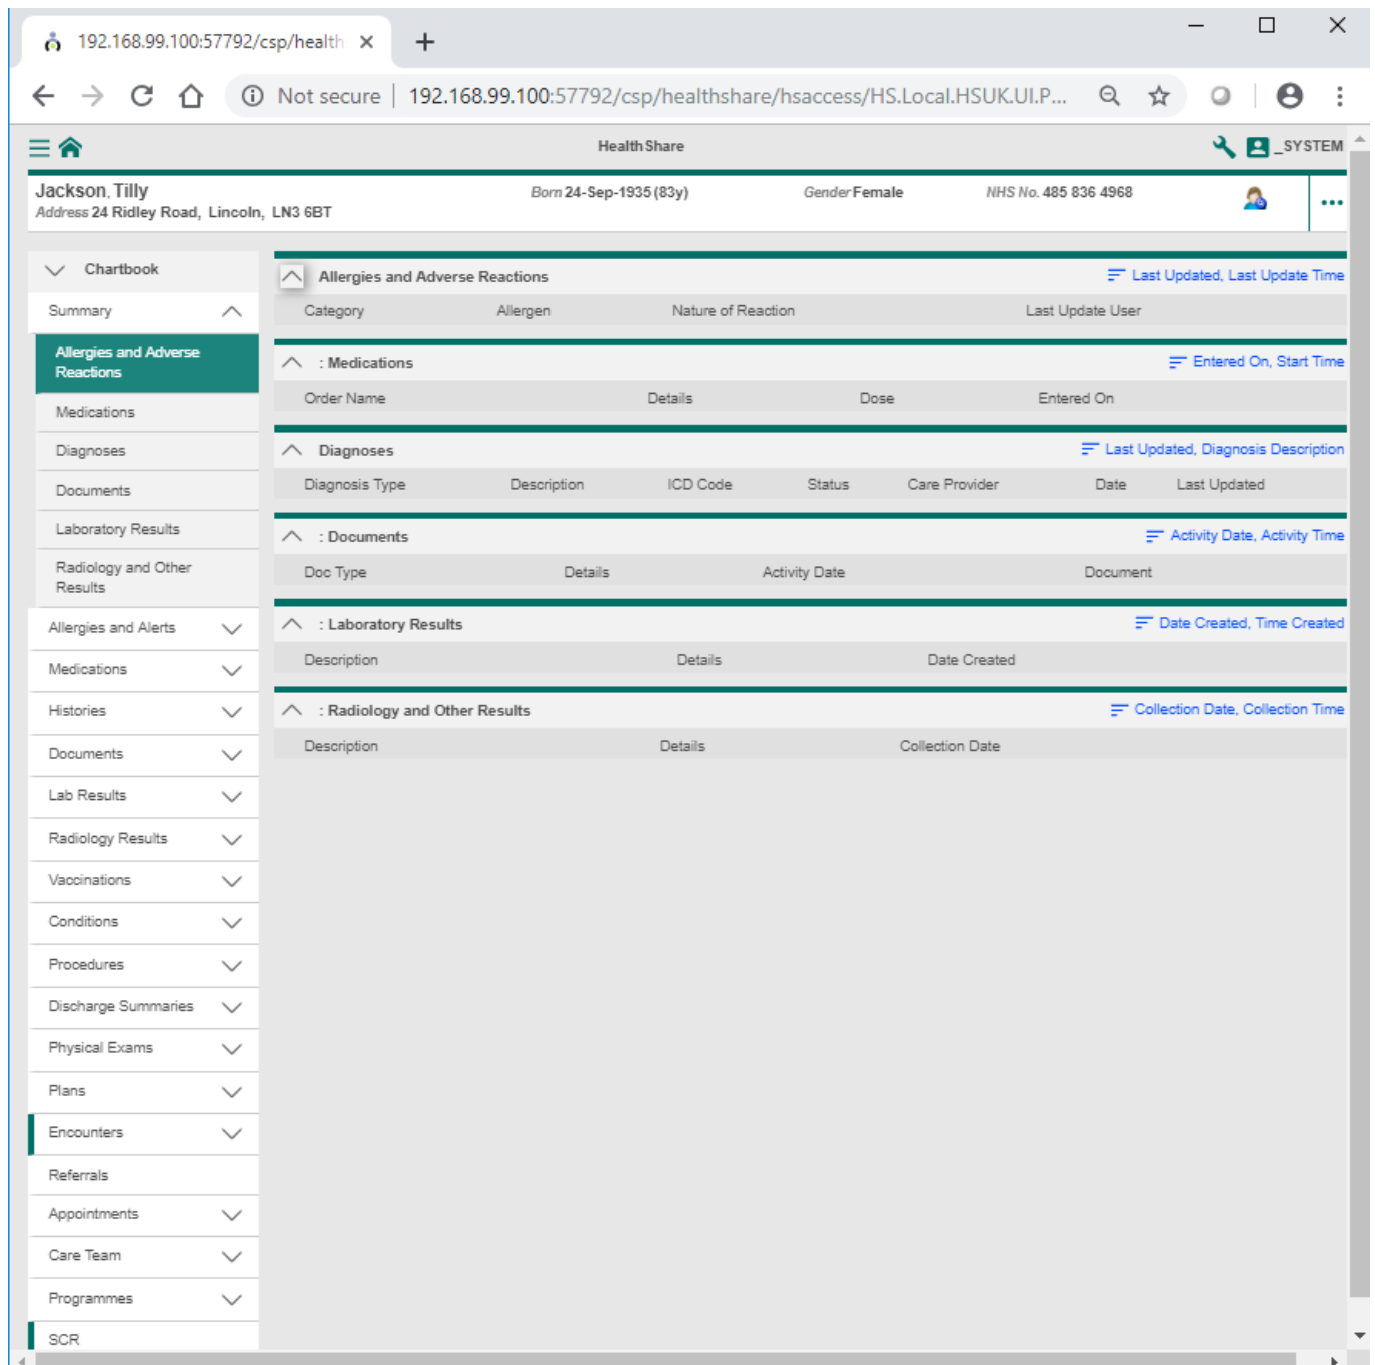 192.168.99.100:57792/csp/health
Not secure | 192.168.99.100:57792/csp/healthshare/hsaccess/HS.Local.HSUK.UI.P...
HealthShare
_SYSTEM
Jackson, Tilly
Born 24-Sep-1935 (83y)
Gender Female
NHS No. 485 836 4968
Address 24 Ridley Road, Lincoln, LN3 6BT
Chartbook
Summary
Allergies and Adverse
Reactions
Medications
Diagnoses
Documents
Laboratory Results
Radiology and Other
Results
Allergies and Alerts
Medications
Histories
Documents
Lab Results
Radiology Results
Vaccinations
Conditions
Procedures
Discharge Summaries
Physical Exams
Plans
Encounters
Referrals
Appointments
Care Team
Programmes
SCR
Allergies and Adverse Reactions
Last Updated, Last Update Time
Category Allergen Nature of Reaction Last Update User
: Medications
Entered On, Start Time
Order Name Details Dose Entered On
Diagnoses
Last Updated, Diagnosis Description
Diagnosis Type Description ICD Code Status Care Provider Date Last Updated
: Documents
Activity Date, Activity Time
Doc Type Details Activity Date Document
: Laboratory Results
Date Created, Time Created
Description Details Date Created
: Radiology and Other Results
Collection Date, Collection Time
Description Details Collection Date